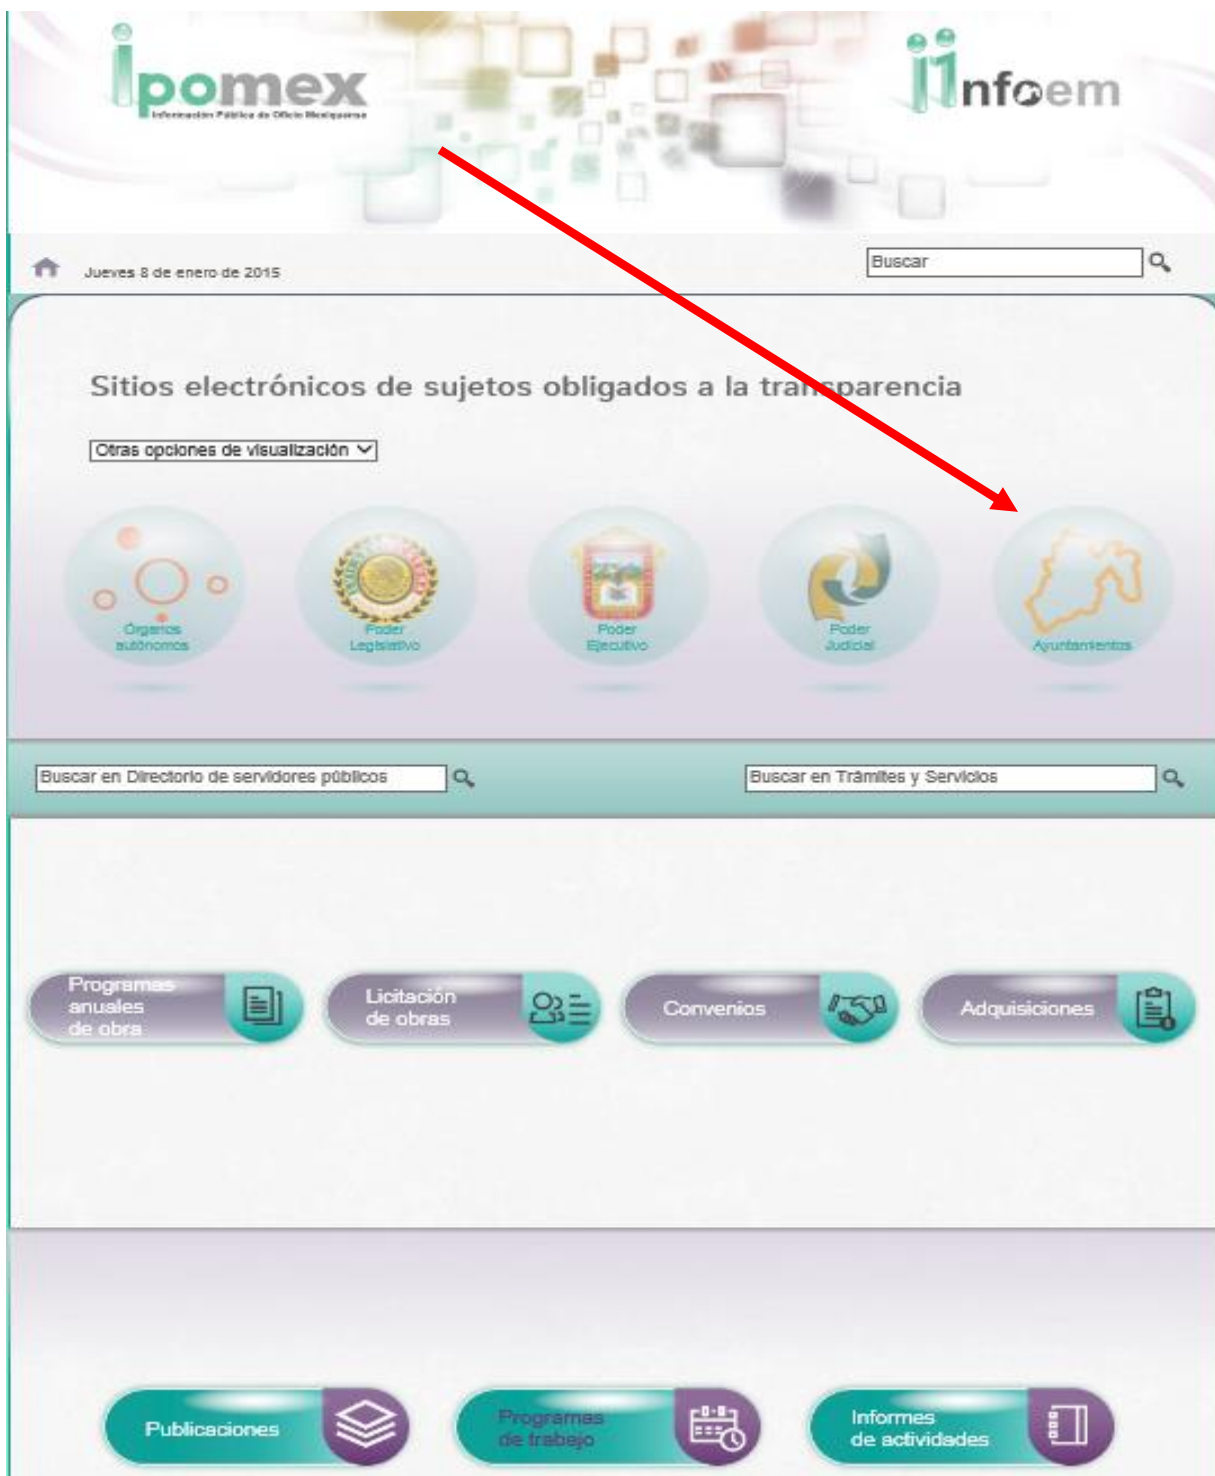 ipomex
Información Pública de Oficio Mexiquense
infoem
Jueves 8 de enero de 2015
Buscar
Sitios electrónicos de sujetos obligados a la transparencia
Otras opciones de visualización
Órganos
autónomos
Poder
Legislativo
Poder
Ejecutivo
Poder
Judicial
Ayuntamientos
Buscar en Directorio de servidores públicos
Buscar en Trámites y Servicios
Programas
anuales
de obra
Licitación
de obras
Convenios
Adquisiciones
Publicaciones
Programas
de trabajo
Informes
de actividades